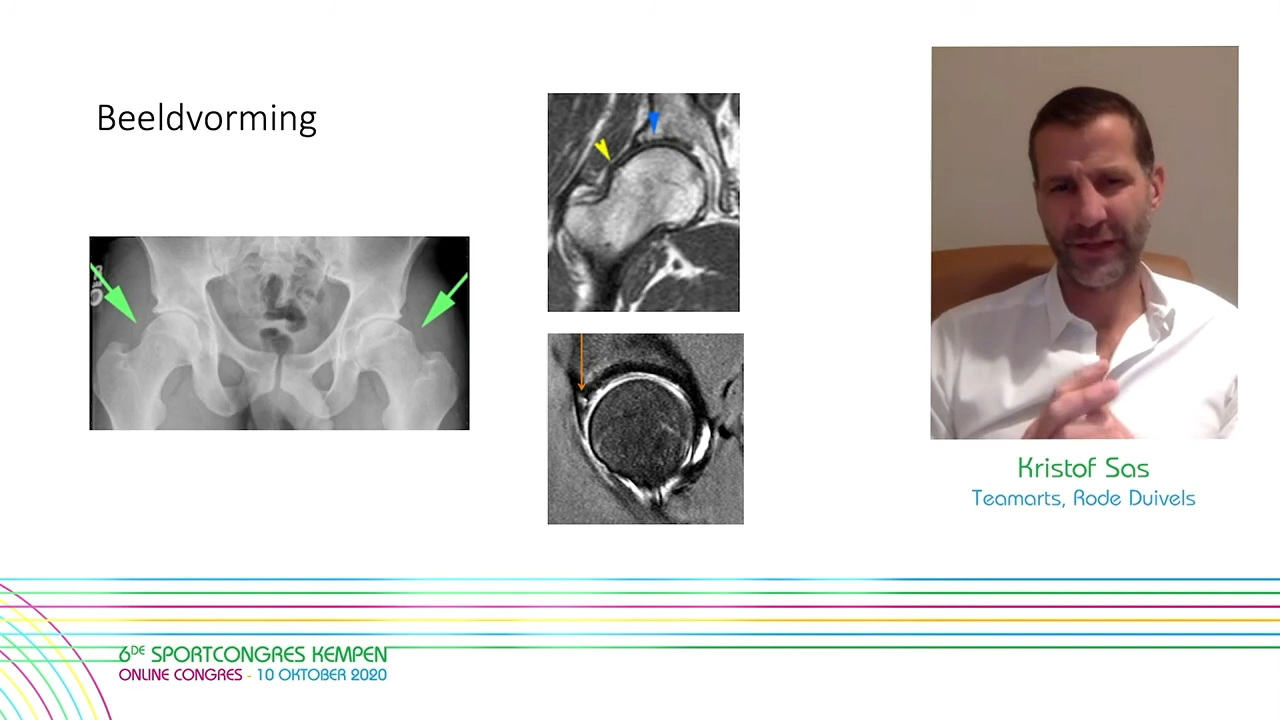 Beeldvorming
R
Kristof Sas
Teamarts, Rode Duivels
6DE SPORTCONGRES KEMPEN
ONLINE CONGRES - 10 OKTOBER 2020